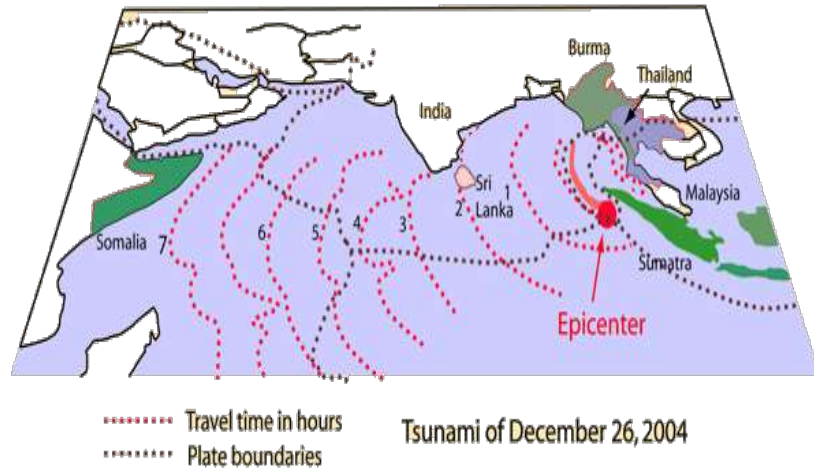 Burma
Thailand
India
Sri
Lanka
Malaysia
Somalia
7
6
5
4
3
2
1
Sumatra
Epicenter
Travel time in hours
Plate boundaries
Tsunami of December 26, 2004